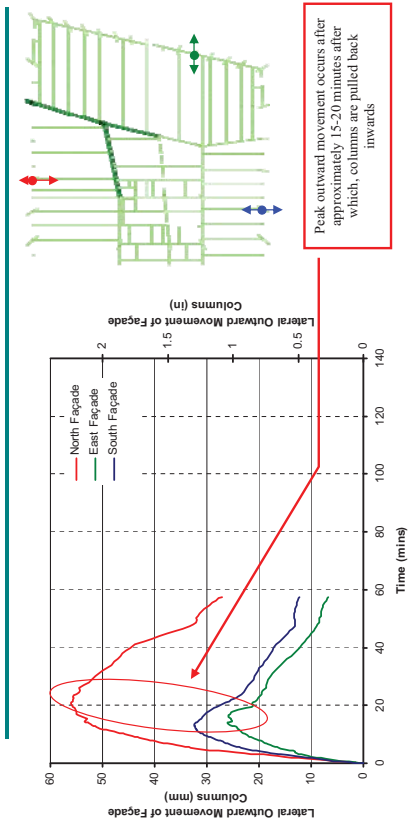 Lateral Outward Movement of Façade
Columns (mm)
60
50
40
30
20
10
0
0
20
40
60
80
100
120
140
Time (mins)
North Façade
East Façade
South Façade
2
1.5
1
0.5
Lateral Outward Movement of Façade
Columns (in)
Peak outward movement occurs after
approximately 15-20 minutes after
which, columns are pulled back
inwards